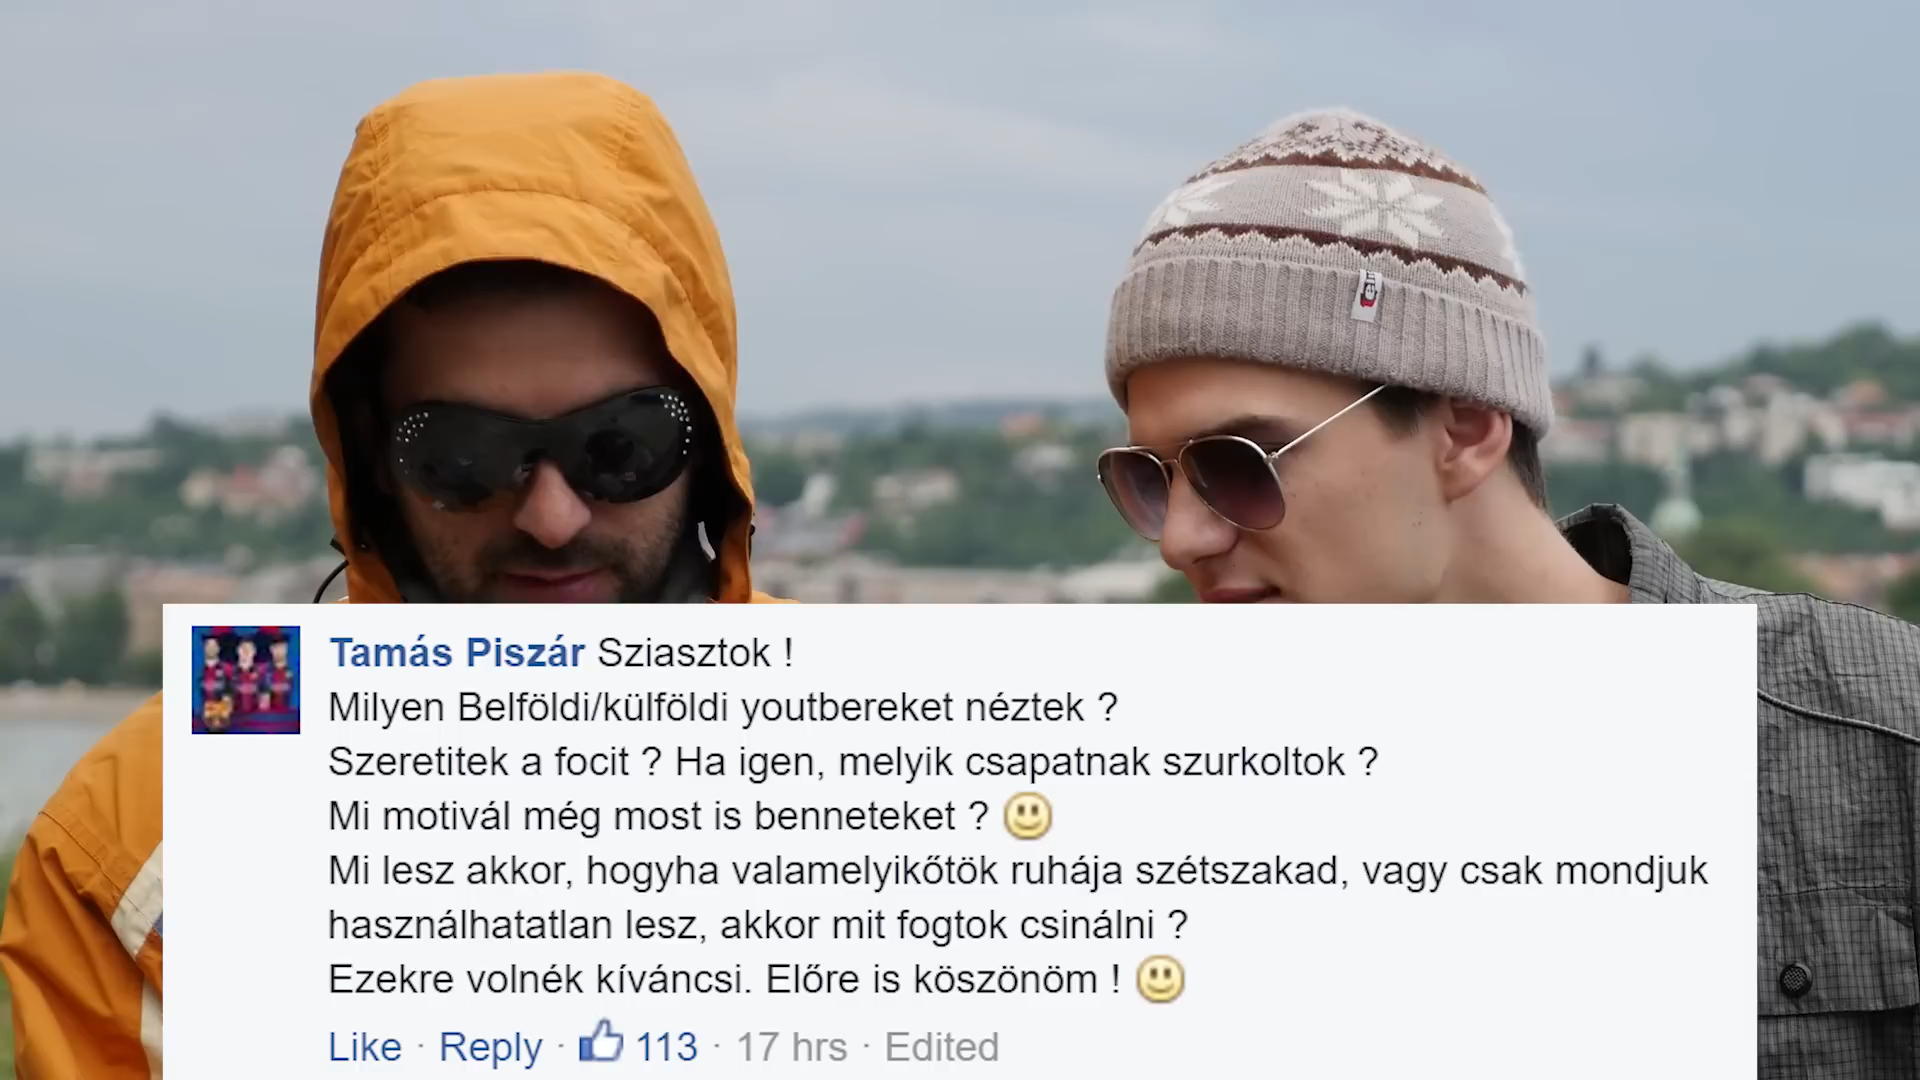 Tamás Piszár Sziasztok !
Milyen Belföldi/külföldi youtbereket néztek ?
Szeretitek a focit ? Ha igen, melyik csapatnak szurkoltok ?
Mi motivál még most is benneteket ? 🙂
Mi lesz akkor, hogyha valamelyikőtök ruhája szétszakad, vagy csak mondjuk
használhatatlan lesz, akkor mit fogtok csinálni ?
Ezekre volnék kíváncsi. Előre is köszönöm ! 🙂
Like · Reply · 113 · 17 hrs · Edited